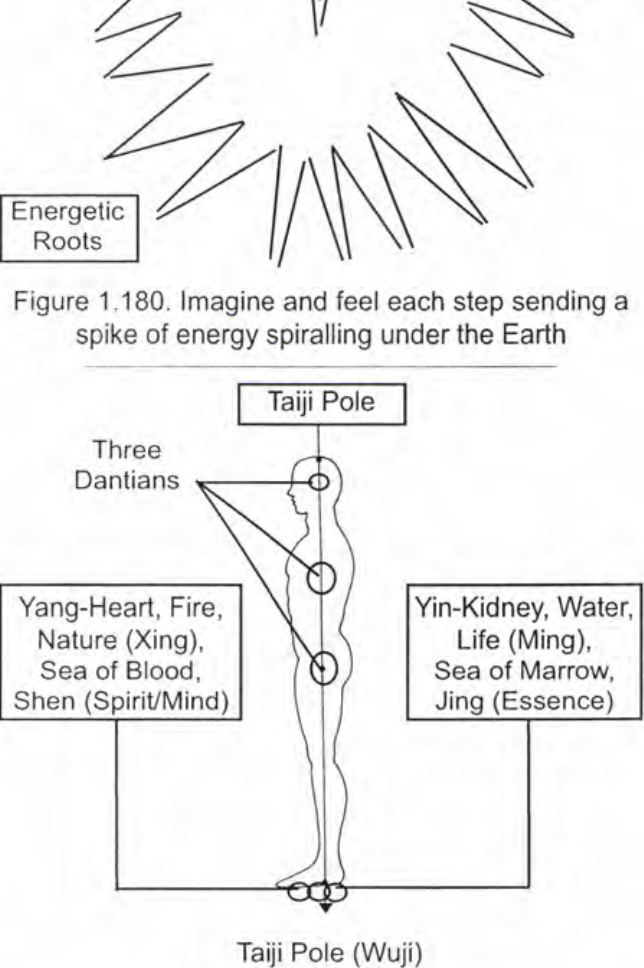 Energetic
Roots
Figure 1.180. Imagine and feel each step sending a
spike of energy spiralling under the Earth
Taiji Pole
Three
Dantians
Yang-Heart, Fire,
Nature (Xing),
Sea of Blood,
Shen (Spirit/Mind)
Yin-Kidney, Water,
Life (Ming),
Sea of Marrow,
Jing (Essence)
Taiji Pole (Wuji)